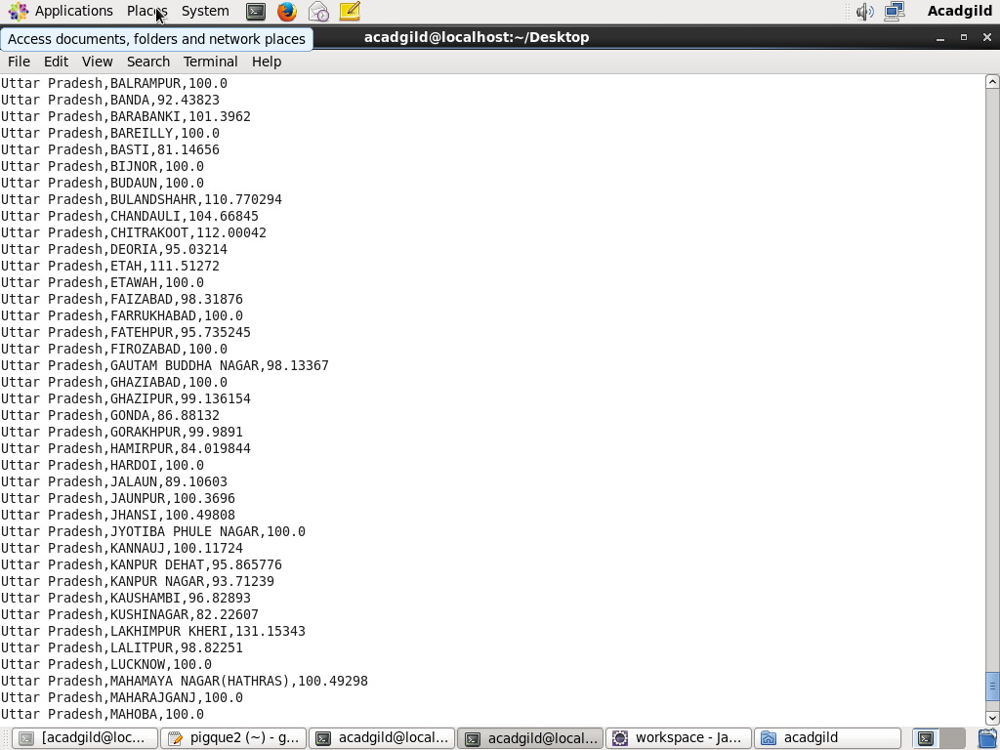 Applications Places System Acadgild
Access documents, folders and network places
acadgild@localhost:~/Desktop
File Edit View Search Terminal Help
Uttar Pradesh,BALRAMPUR,100.0
Uttar Pradesh,BANDA,92.43823
Uttar Pradesh,BARABANKI,101.3962
Uttar Pradesh,BAREILLY,100.0
Uttar Pradesh,BASTI,81.14656
Uttar Pradesh,BIJNOR,100.0
Uttar Pradesh,BUDAUN,100.0
Uttar Pradesh,BULANDSHAHR,110.770294
Uttar Pradesh,CHANDAULI,104.66845
Uttar Pradesh,CHITRAKOOT,112.00042
Uttar Pradesh,DEORIA,95.03214
Uttar Pradesh,ETAH,111.51272
Uttar Pradesh,ETAWAH,100.0
Uttar Pradesh,FAIZABAD,98.31876
Uttar Pradesh,FARRUKHABAD,100.0
Uttar Pradesh,FATEHPUR,95.735245
Uttar Pradesh,FIROZABAD,100.0
Uttar Pradesh,GAUTAM BUDDHA NAGAR,98.13367
Uttar Pradesh,GHAZIABAD,100.0
Uttar Pradesh,GHAZIPUR,99.136154
Uttar Pradesh,GONDA,86.88132
Uttar Pradesh,GORAKHPUR,99.9891
Uttar Pradesh,HAMIRPUR,84.019844
Uttar Pradesh,HARDOI,100.0
Uttar Pradesh,JALAUN,89.10603
Uttar Pradesh,JAUNPUR,100.3696
Uttar Pradesh,JHANSI,100.49808
Uttar Pradesh,JYOTIBA PHULE NAGAR,100.0
Uttar Pradesh,KANNAUJ,100.11724
Uttar Pradesh,KANPUR DEHAT,95.865776
Uttar Pradesh,KANPUR NAGAR,93.71239
Uttar Pradesh,KAUSHAMBI,96.82893
Uttar Pradesh,KUSHINAGAR,82.22607
Uttar Pradesh,LAKHIMPUR KHERI,131.15343
Uttar Pradesh,LALITPUR,98.82251
Uttar Pradesh,LUCKNOW,100.0
Uttar Pradesh,MAHAMAYA NAGAR(HATHRAS),100.49298
Uttar Pradesh,MAHARAJGANJ,100.0
Uttar Pradesh,MAHOBA,100.0
[acadgild@loc... pigque2 (~) - g... acadgild@local... acadgild@local... workspace - Ja... acadgild